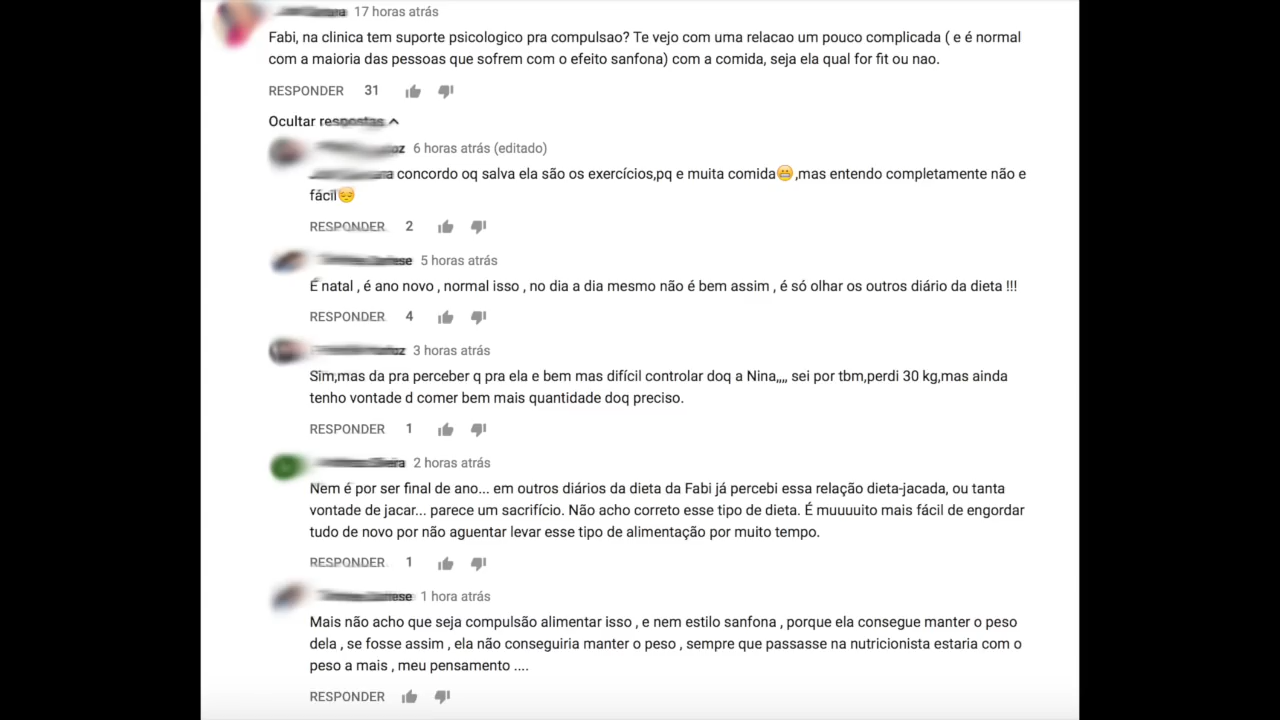 17 horas atrás
Fabi, na clinica tem suporte psicologico pra compulsao? Te vejo com uma relacao um pouco complicada ( e é normal
com a maioria das pessoas que sofrem com o efeito sanfona) com a comida, seja ela qual for fit ou nao.
RESPONDER 31
Ocultar respostas
6 horas atrás (editado)
concordo oq salva ela são os exercícios,pq e muita comida😬,mas entendo completamente não e
fácil😔
RESPONDER 2
5 horas atrás
É natal , é ano novo , normal isso , no dia a dia mesmo não é bem assim , é só olhar os outros diário da dieta !!!
RESPONDER 4
3 horas atrás
Sim,mas da pra perceber q pra ela e bem mas difícil controlar doq a Nina,,,, sei por tbm,perdi 30 kg,mas ainda
tenho vontade d comer bem mais quantidade doq preciso.
RESPONDER 1
2 horas atrás
Nem é por ser final de ano... em outros diários da dieta da Fabi já percebi essa relação dieta-jacada, ou tanta
vontade de jacar... parece um sacrifício. Não acho correto esse tipo de dieta. É muuuuito mais fácil de engordar
tudo de novo por não aguentar levar esse tipo de alimentação por muito tempo.
RESPONDER 1
1 hora atrás
Mais não acho que seja compulsão alimentar isso , e nem estilo sanfona , porque ela consegue manter o peso
dela , se fosse assim , ela não conseguiria manter o peso , sempre que passasse na nutricionista estaria com o
peso a mais , meu pensamento ....
RESPONDER